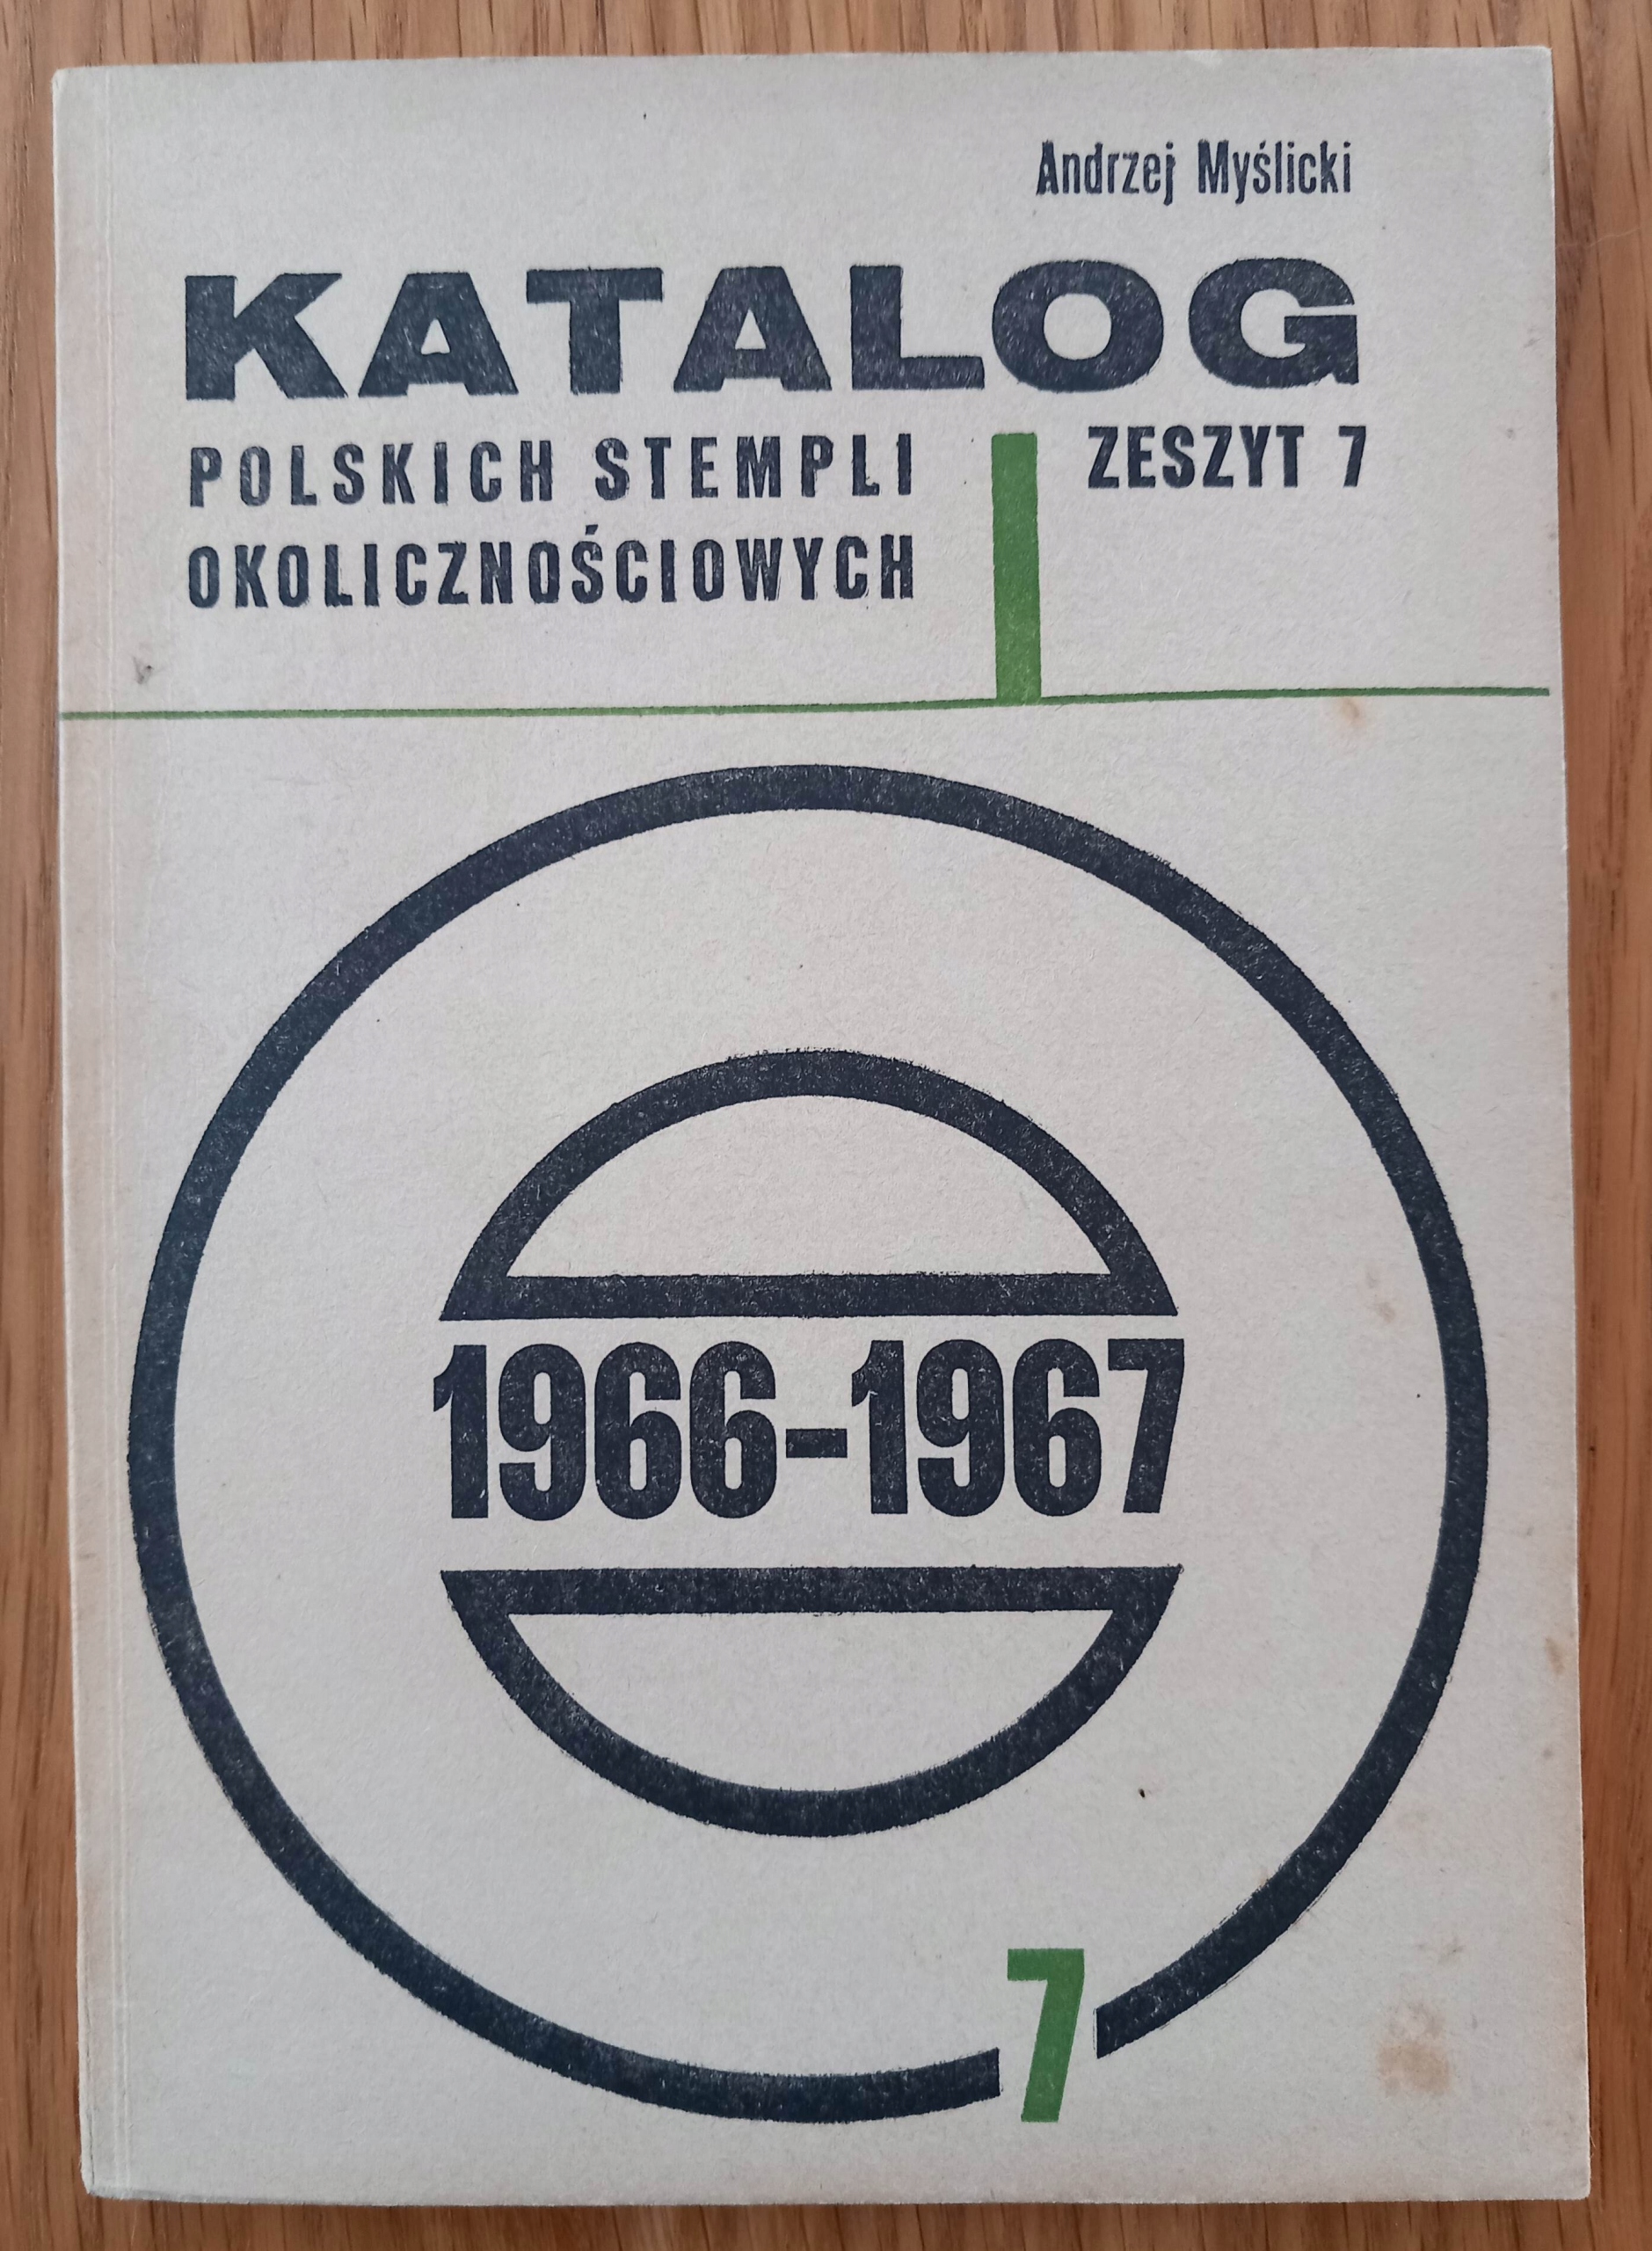 Andrzej Myślicki
KATALOG
POLSKICH STEMPLI
OKOLICZNOŚCIOWYCH
ZESZYT 7
1966-1967
7